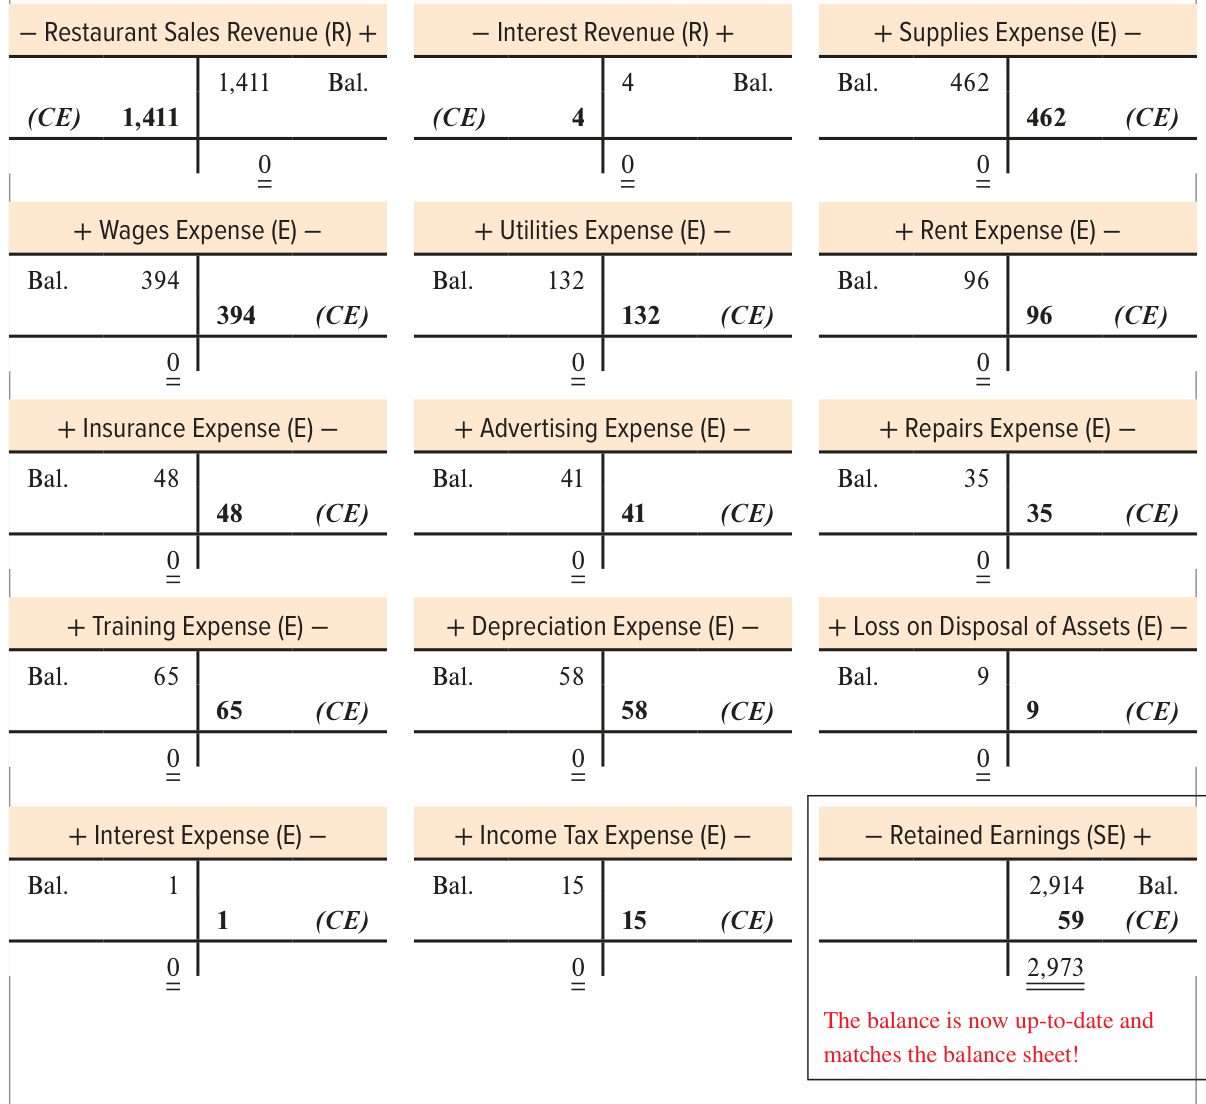 − Restaurant Sales Revenue (R) +
1,411 Bal.
(CE) 1,411
0
− Interest Revenue (R) +
4 Bal.
(CE) 4
0
+ Supplies Expense (E) −
Bal. 462
462 (CE)
0
+ Wages Expense (E) −
Bal. 394
394 (CE)
0
+ Utilities Expense (E) −
Bal. 132
132 (CE)
0
+ Rent Expense (E) −
Bal. 96
96 (CE)
0
+ Insurance Expense (E) −
Bal. 48
48 (CE)
0
+ Advertising Expense (E) −
Bal. 41
41 (CE)
0
+ Repairs Expense (E) −
Bal. 35
35 (CE)
0
+ Training Expense (E) −
Bal. 65
65 (CE)
0
+ Depreciation Expense (E) −
Bal. 58
58 (CE)
0
+ Loss on Disposal of Assets (E) −
Bal. 9
9 (CE)
0
+ Interest Expense (E) −
Bal. 1
1 (CE)
0
+ Income Tax Expense (E) −
Bal. 15
15 (CE)
0
− Retained Earnings (SE) +
2,914 Bal.
59 (CE)
2,973
The balance is now up-to-date and
matches the balance sheet!